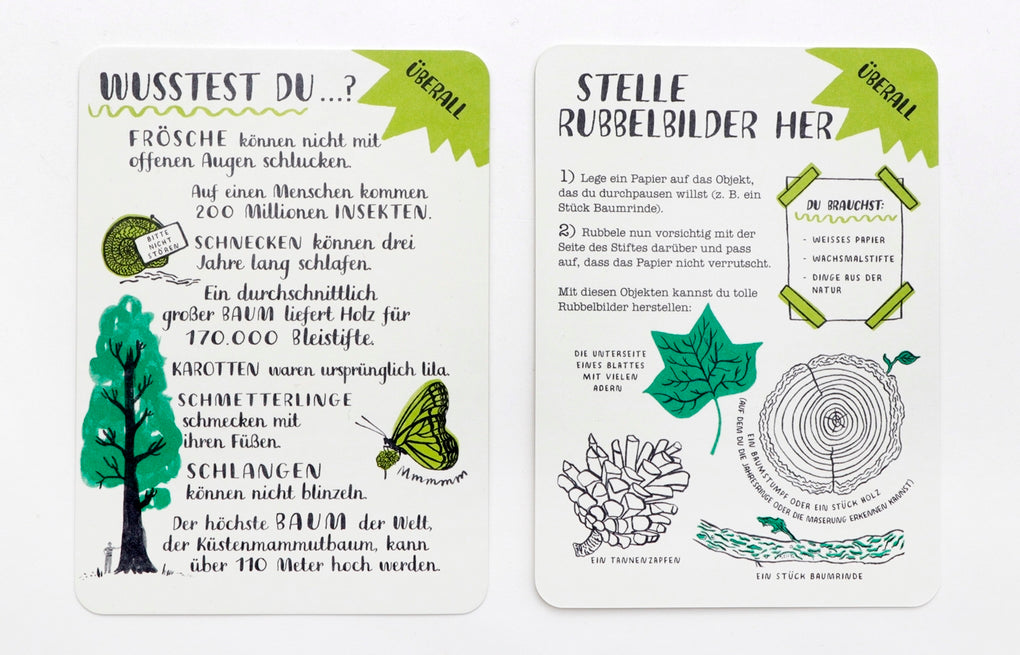 WUSSTEST DU...?
ÜBERALL
FRÖSCHE können nicht mit
offenen Augen schlucken.
Auf einen Menschen kommen
200 Millionen INSEKTEN.
BITTE
NICHT
STÖREN
SCHNECKEN können drei
Jahre lang schlafen.
Ein durchschnittlich
großer BAUM liefert Holz für
170.000 Bleistifte.
KAROTTEN waren ursprünglich lila.
SCHMETTERLINGE
schmecken mit
ihren Füßen.
Mmmmmm
SCHLANGEN
können nicht blinzeln.
Der höchste BAUM der Welt,
der Küstenmammutbaum, kann
über 110 Meter hoch werden.
STELLE
RUBBELBILDER HER
ÜBERALL
1) Lege ein Papier auf das Objekt,
das du durchpausen willst (z. B. ein
Stück Baumrinde).
2) Rubbele nun vorsichtig mit der
Seite des Stiftes darüber und pass
auf, dass das Papier nicht verrutscht.
Mit diesen Objekten kannst du tolle
Rubbelbilder herstellen:
DU BRAUCHST:
- WEISSES PAPIER
- WACHSMALSTIFTE
- DINGE AUS DER
NATUR
DIE UNTERSEITE
EINES BLATTES
MIT VIELEN
ADERN
EIN BAUMSTUMPF ODER EIN STÜCK HOLZ
(AUF DEM DU DIE JAHRESRINGE ODER DIE MASERUNG ERKENNEN KANNST)
EIN TANNENZAPFEN
EIN STÜCK BAUMRINDE